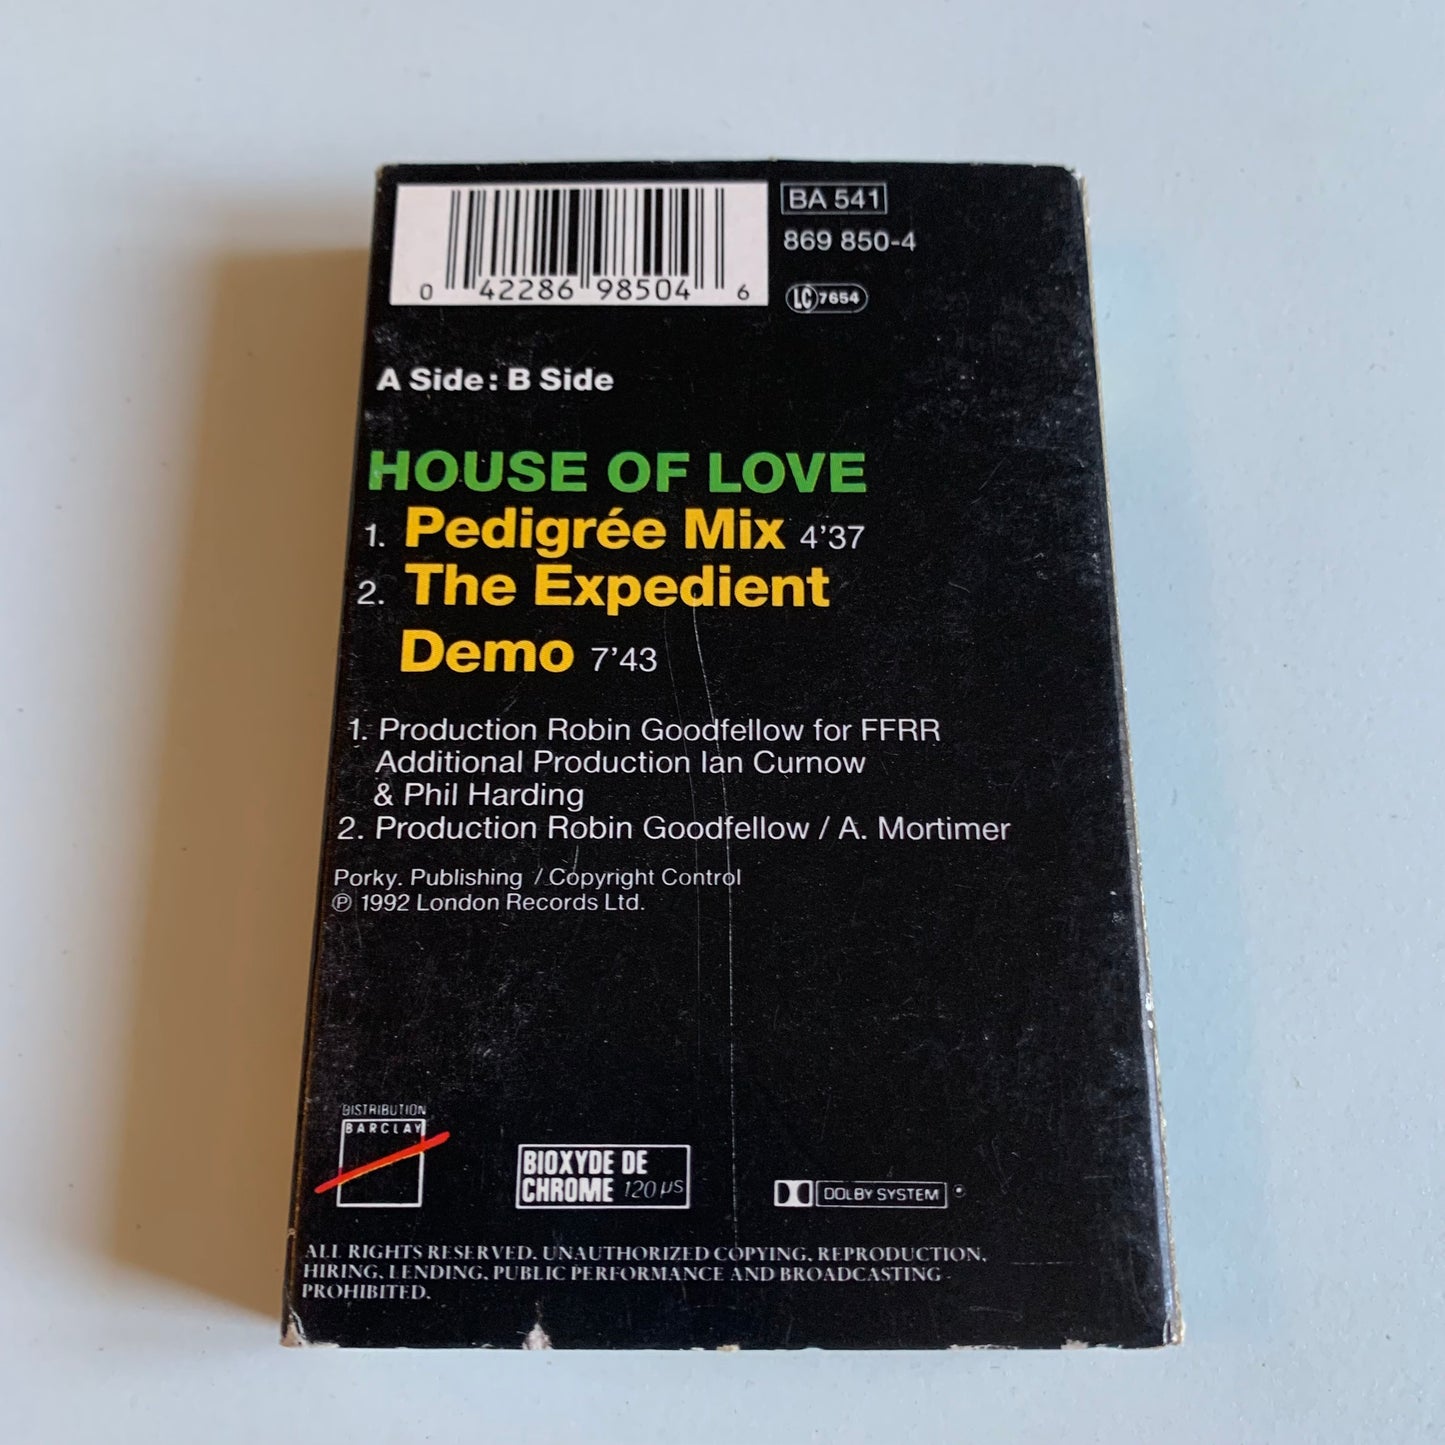 BA 541
869 850-4
LC 7654
0 42286 98504 6
A Side: B Side
HOUSE OF LOVE
1. Pedigrée Mix 4'37
2. The Expedient
Demo 7'43
1. Production Robin Goodfellow for FFRR
Additional Production Ian Curnow
& Phil Harding
2. Production Robin Goodfellow / A. Mortimer
Porky. Publishing / Copyright Control
℗ 1992 London Records Ltd.
DISTRIBUTION
BARCLAY
BIOXYDE DE
CHROME 120 µs
DOLBY SYSTEM
ALL RIGHTS RESERVED. UNAUTHORIZED COPYING, REPRODUCTION,
HIRING, LENDING, PUBLIC PERFORMANCE AND BROADCASTING
PROHIBITED.